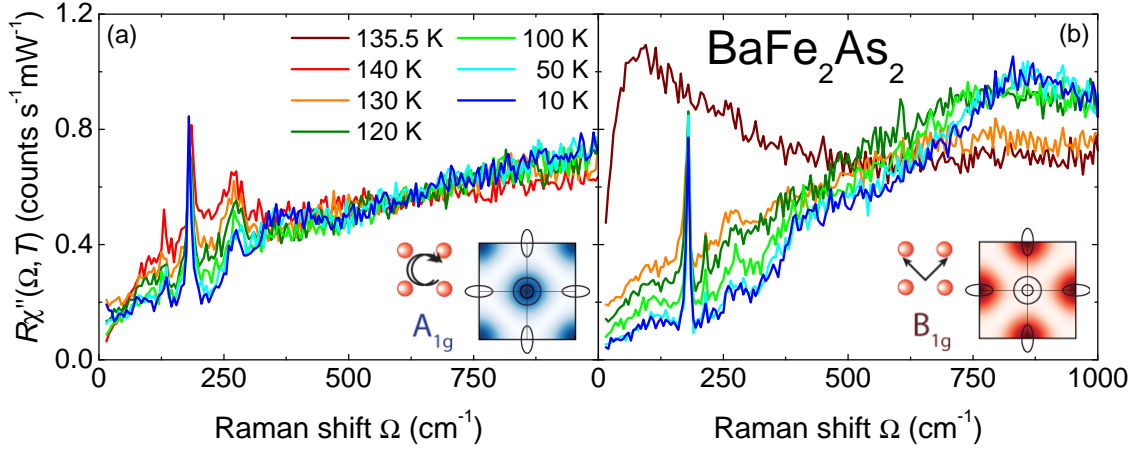 (a)
135.5 K
140 K
130 K
120 K
100 K
50 K
10 K
A1g
(b)
BaFe2As2
B1g
Rχ''(Ω, T) (counts s-1mW-1)
1.2
0.8
0.4
0.0
0 250 500 750
0 250 500 750 1000
Raman shift Ω (cm-1)
Raman shift Ω (cm-1)